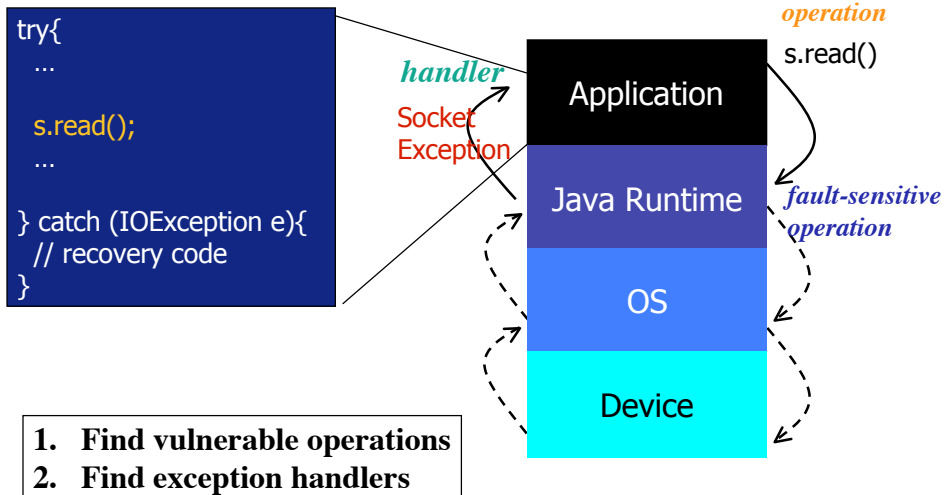 try{
…
s.read();
…
} catch (IOException e){
// recovery code
}
handler
Socket
Exception
operation
s.read()
Application
Java Runtime
fault-sensitive
operation
OS
Device
1. Find vulnerable operations
2. Find exception handlers